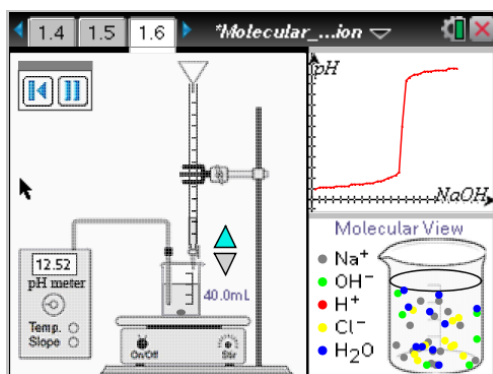 1.4 1.5 1.6 *Molecular_...ion
pH
NaOH
12.52
pH meter
Temp.
Slope
40.0mL
On/Off Stir
Molecular View
Na⁺
OH⁻
H⁺
Cl⁻
H₂O